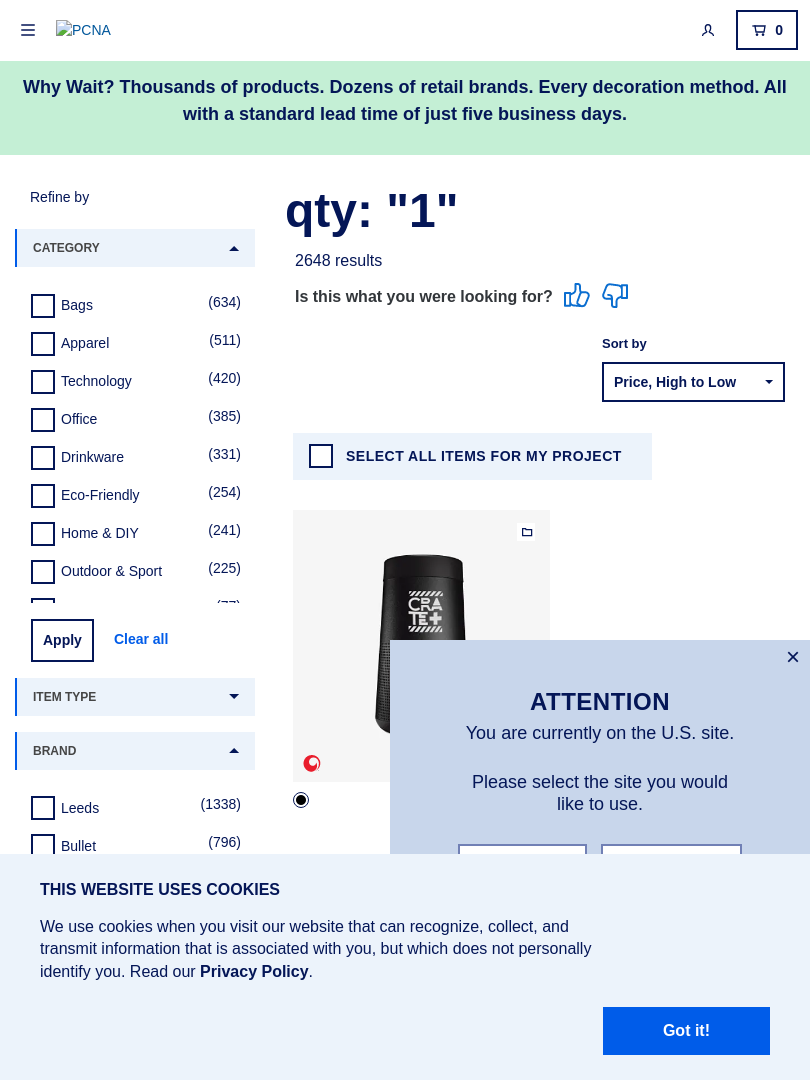 PCNA
0
Why Wait? Thousands of products. Dozens of retail brands. Every decoration method. All
with a standard lead time of just five business days.
Refine by
CATEGORY
Bags (634)
Apparel (511)
Technology (420)
Office (385)
Drinkware (331)
Eco-Friendly (254)
Home & DIY (241)
Outdoor & Sport (225)
Apply
Clear all
ITEM TYPE
BRAND
Leeds (1338)
Bullet (796)
qty: "1"
2648 results
Is this what you were looking for?
Sort by
Price, High to Low
SELECT ALL ITEMS FOR MY PROJECT
CRA
TE+
ATTENTION
You are currently on the U.S. site.
Please select the site you would
like to use.
THIS WEBSITE USES COOKIES
We use cookies when you visit our website that can recognize, collect, and
transmit information that is associated with you, but which does not personally
identify you. Read our Privacy Policy.
Got it!